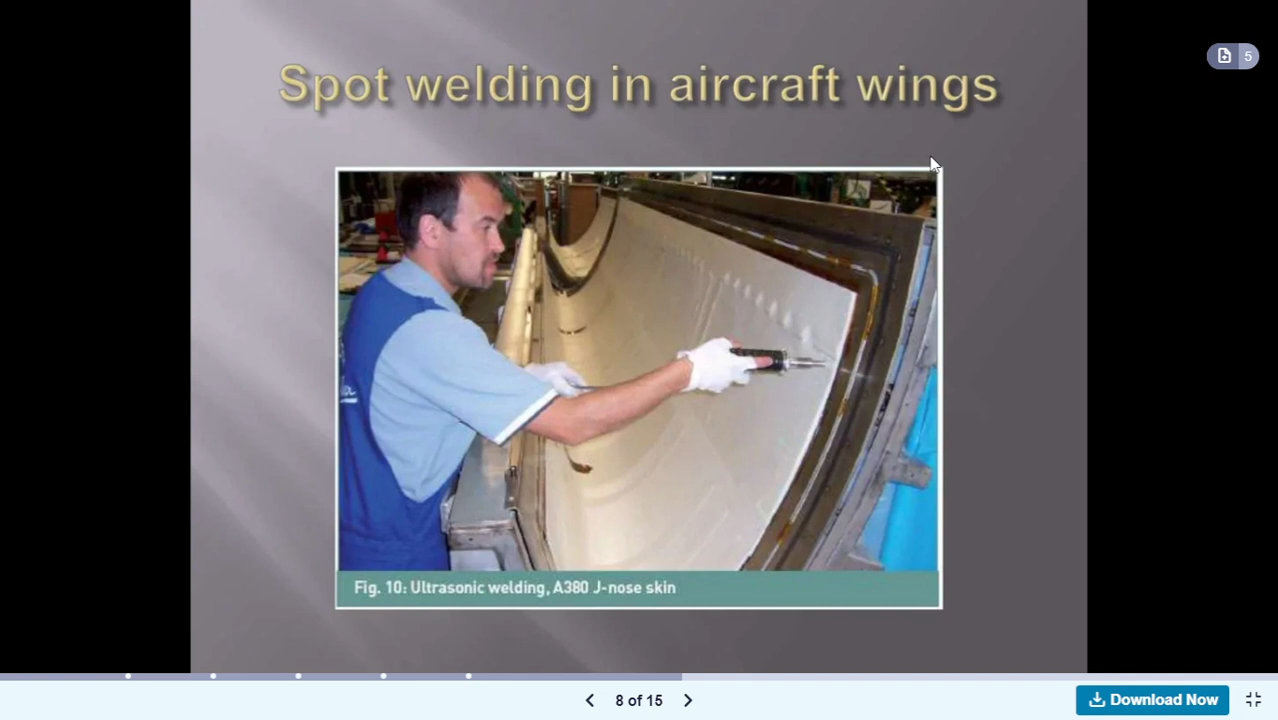 Spot welding in aircraft wings
5
Fig. 10: Ultrasonic welding, A380 J-nose skin
8 of 15
Download Now